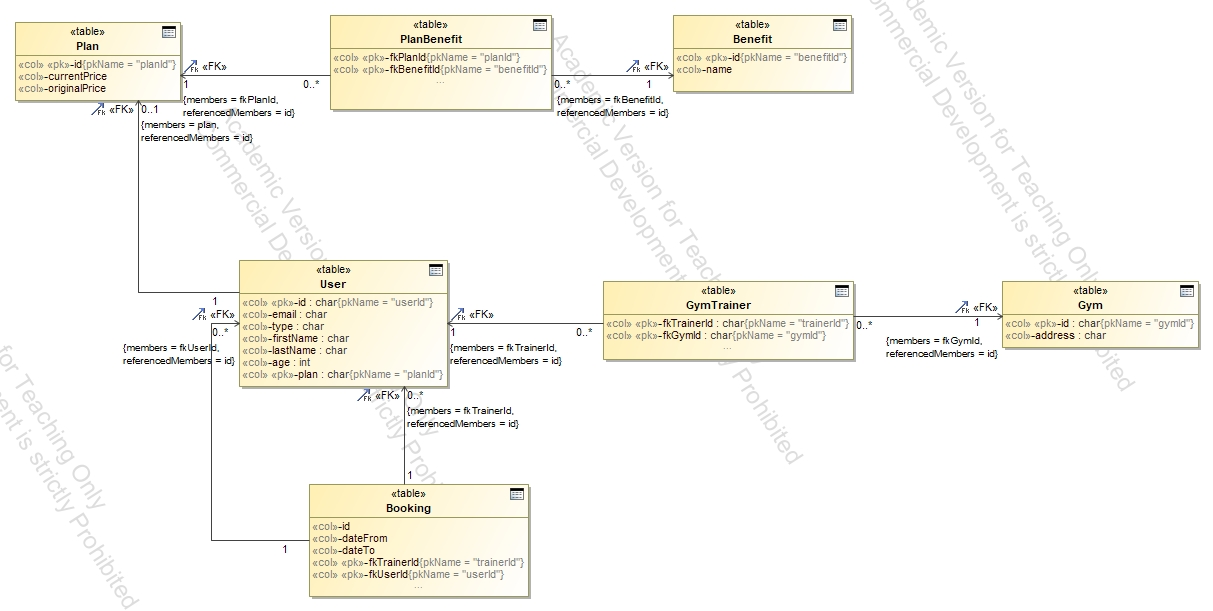 «table»
Plan
«col» «pk»-id{pkName = "planId"}
«col»-currentPrice
«col»-originalPrice
«table»
PlanBenefit
«col» «pk»-fkPlanId{pkName = "planId"}
«col» «pk»-fkBenefitId{pkName = "benefitId"}
...
«table»
Benefit
«col» «pk»-id{pkName = "benefitId"}
«col»-name
Fk «FK»
1
0..*
{members = fkPlanId,
referencedMembers = id}
Fk «FK»
0..*
1
{members = fkBenefitId,
referencedMembers = id}
Fk «FK»
0..1
{members = plan,
referencedMembers = id}
1
«table»
User
«col» «pk»-id : char{pkName = "userId"}
«col»-email : char
«col»-type : char
«col»-firstName : char
«col»-lastName : char
«col»-age : int
«col» «pk»-plan : char{pkName = "planId"}
Fk «FK»
0..*
{members = fkUserId,
referencedMembers = id}
Fk «FK»
1
0..*
{members = fkTrainerId,
referencedMembers = id}
«table»
GymTrainer
«col» «pk»-fkTrainerId : char{pkName = "trainerId"}
«col» «pk»-fkGymId : char{pkName = "gymId"}
...
Fk «FK»
0..*
1
{members = fkGymId,
referencedMembers = id}
«table»
Gym
«col» «pk»-id : char{pkName = "gymId"}
«col»-address : char
Fk «FK»
0..*
{members = fkTrainerId,
referencedMembers = id}
1
1
«table»
Booking
«col»-id
«col»-dateFrom
«col»-dateTo
«col» «pk»-fkTrainerId{pkName = "trainerId"}
«col» «pk»-fkUserId{pkName = "userId"}
...
Academic Version for Teaching Only
Commercial Development is strictly Prohibited